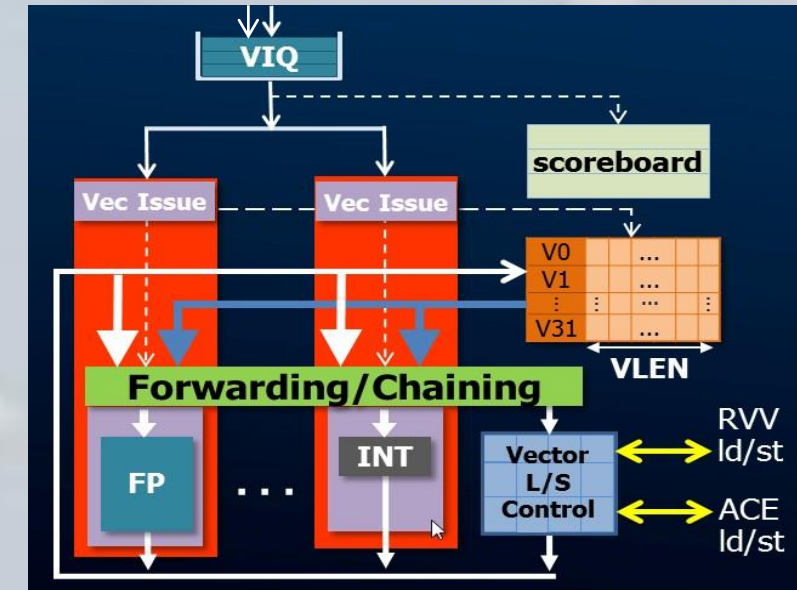 VIQ
scoreboard
Vec Issue
Vec Issue
V0 ...
V1 ...
⋮ ⋮ ... ⋮
V31 ...
VLEN
Forwarding/Chaining
FP
...
INT
Vector
L/S
Control
RVV
ld/st
ACE
ld/st